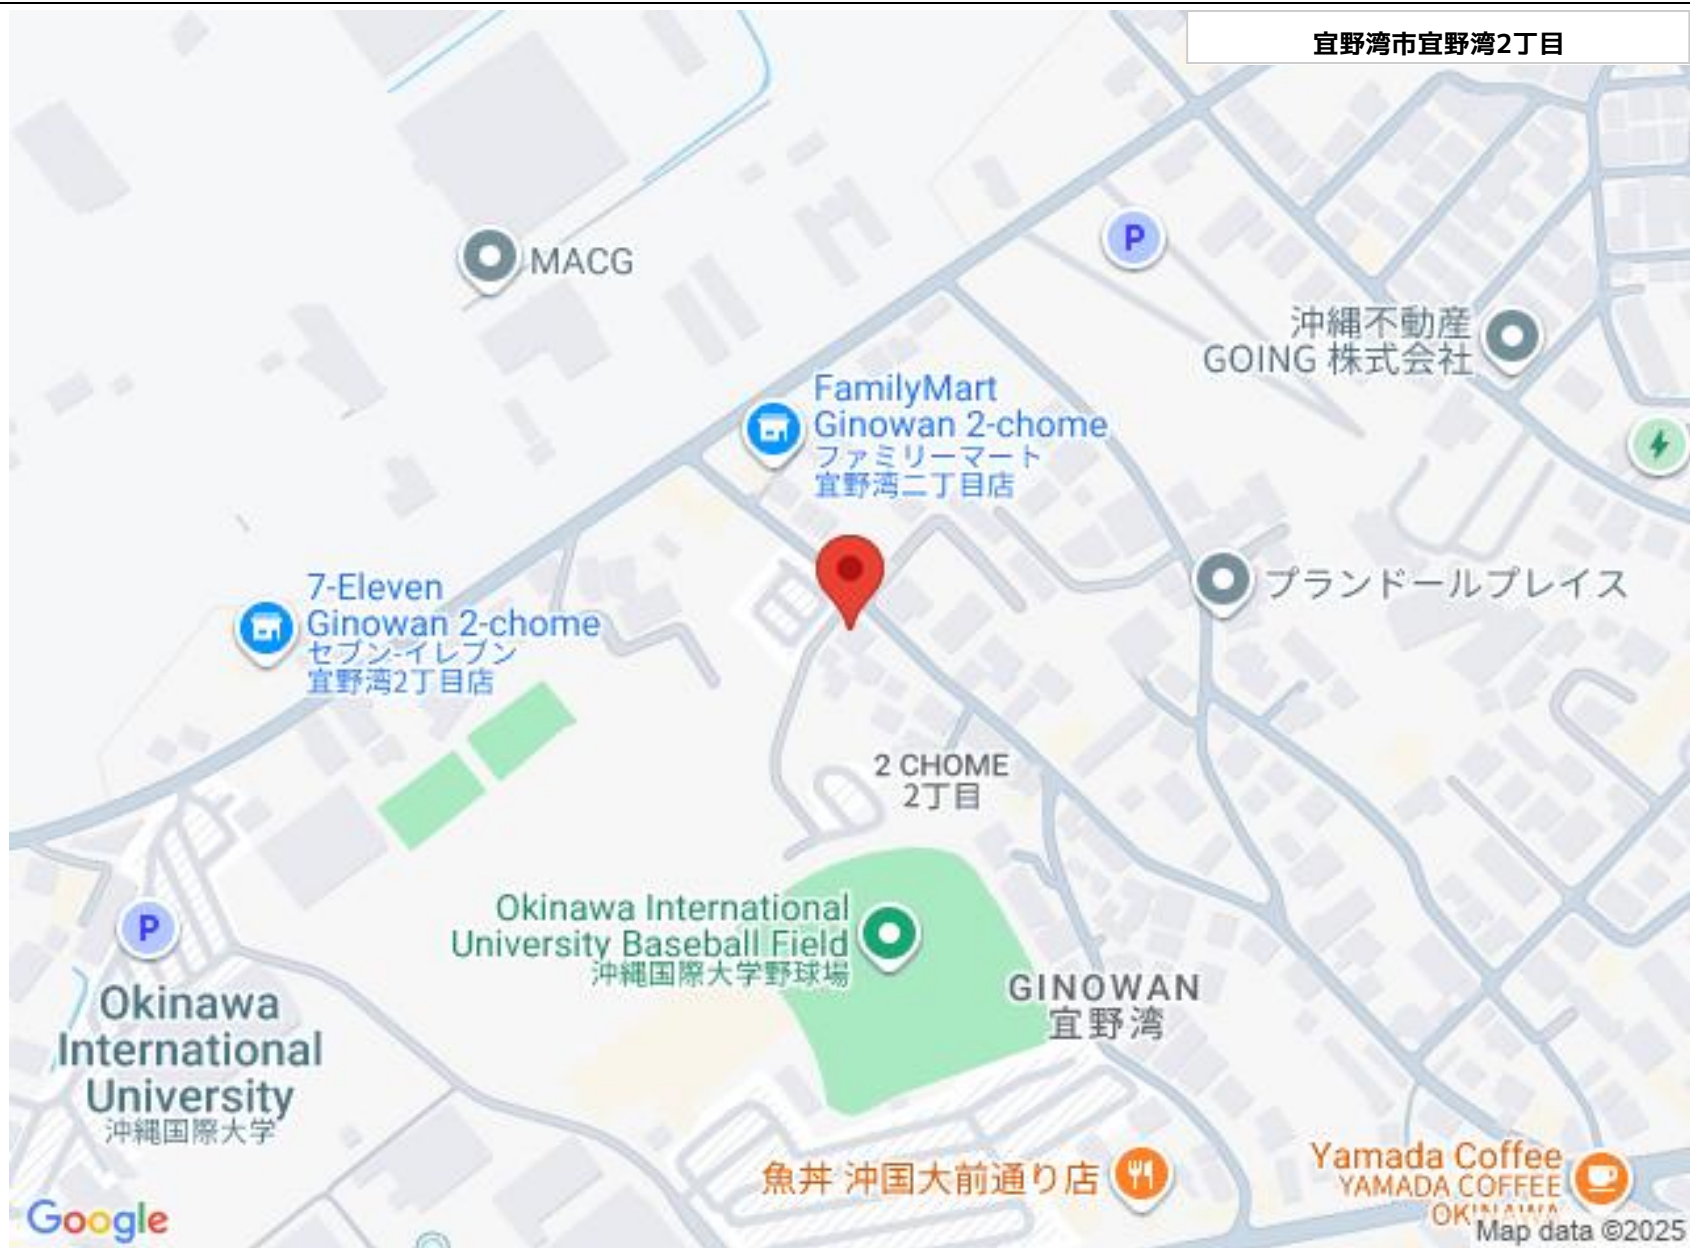 宜野湾市宜野湾2丁目
P
MACG
沖縄不動産
GOING 株式会社
FamilyMart
Ginowan 2-chome
ファミリーマート
宜野湾二丁目店
7-Eleven
Ginowan 2-chome
セブン-イレブン
宜野湾2丁目店
プランドールプレイス
2 CHOME
2丁目
Okinawa International
University Baseball Field
沖縄国際大学野球場
P
GINOWAN
宜野湾
Okinawa
International
University
沖縄国際大学
魚丼 沖国大前通り店
Yamada Coffee
YAMADA COFFEE
OKINAWA
Google
Map data ©2025